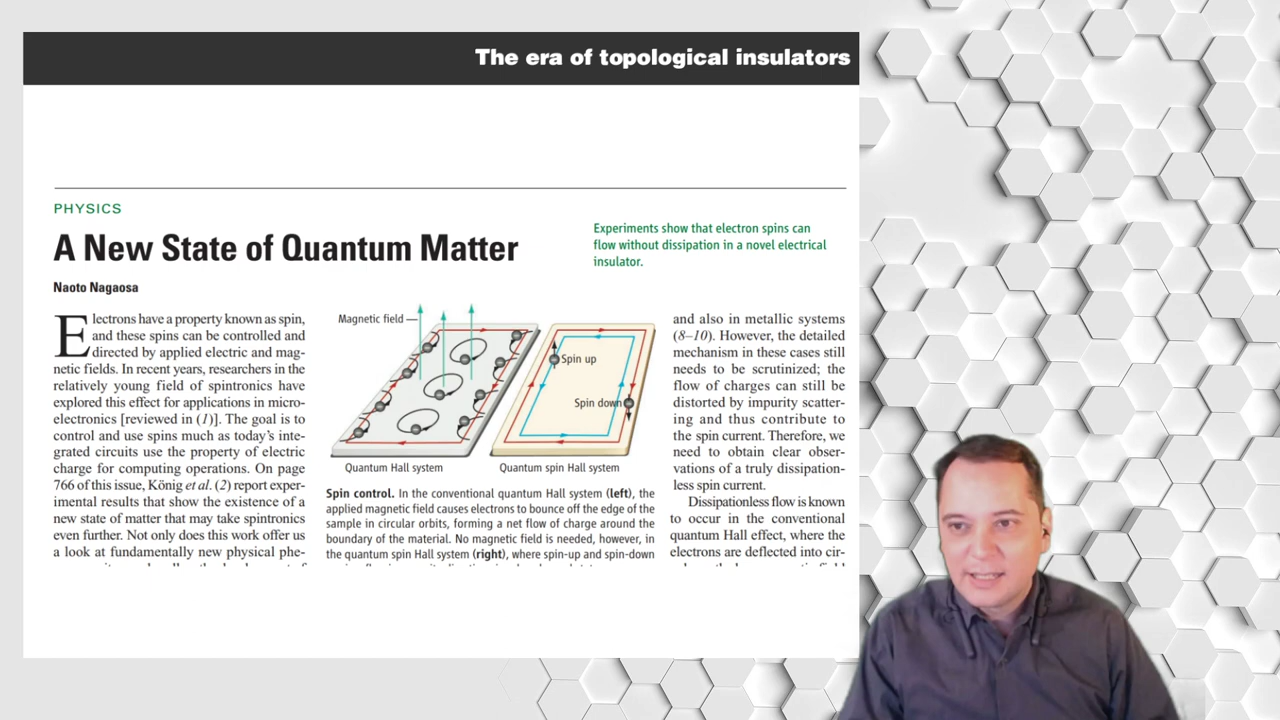 The era of topological insulators
PHYSICS
A New State of Quantum Matter
Naoto Nagaosa
Experiments show that electron spins can
flow without dissipation in a novel electrical
insulator.
Electrons have a property known as spin,
and these spins can be controlled and
directed by applied electric and mag-
netic fields. In recent years, researchers in the
relatively young field of spintronics have
explored this effect for applications in micro-
electronics [reviewed in (1)]. The goal is to
control and use spins much as today's inte-
grated circuits use the property of electric
charge for computing operations. On page
766 of this issue, König et al. (2) report exper-
imental results that show the existence of a
new state of matter that may take spintronics
even further. Not only does this work offer us
a look at fundamentally new physical phe-
Magnetic field
Spin up
Spin down
Quantum Hall system
Quantum spin Hall system
Spin control. In the conventional quantum Hall system (left), the
applied magnetic field causes electrons to bounce off the edge of the
sample in circular orbits, forming a net flow of charge around the
boundary of the material. No magnetic field is needed, however, in
the quantum spin Hall system (right), where spin-up and spin-down
and also in metallic systems
(8–10). However, the detailed
mechanism in these cases still
needs to be scrutinized; the
flow of charges can still be
distorted by impurity scatter-
ing and thus contribute to
the spin current. Therefore, we
need to obtain clear obser-
vations of a truly dissipation-
less spin current.
Dissipationless flow is known
to occur in the conventional
quantum Hall effect, where the
electrons are deflected into cir-